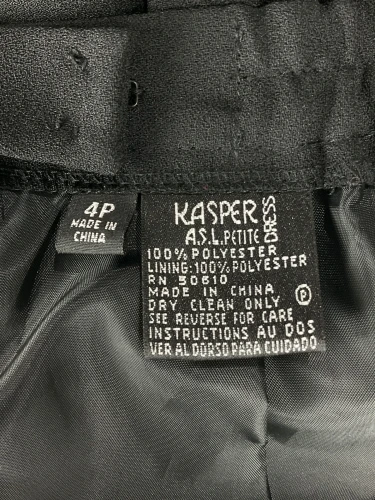 4P
MADE IN
CHINA
KASPER
A.S.L. PETITE
DRESS
100% POLYESTER
LINING: 100% POLYESTER
RN 50610
MADE IN CHINA
DRY CLEAN ONLY P
SEE REVERSE FOR CARE
INSTRUCTIONS AU DOS
VER AL DORSO PARA CUIDADO